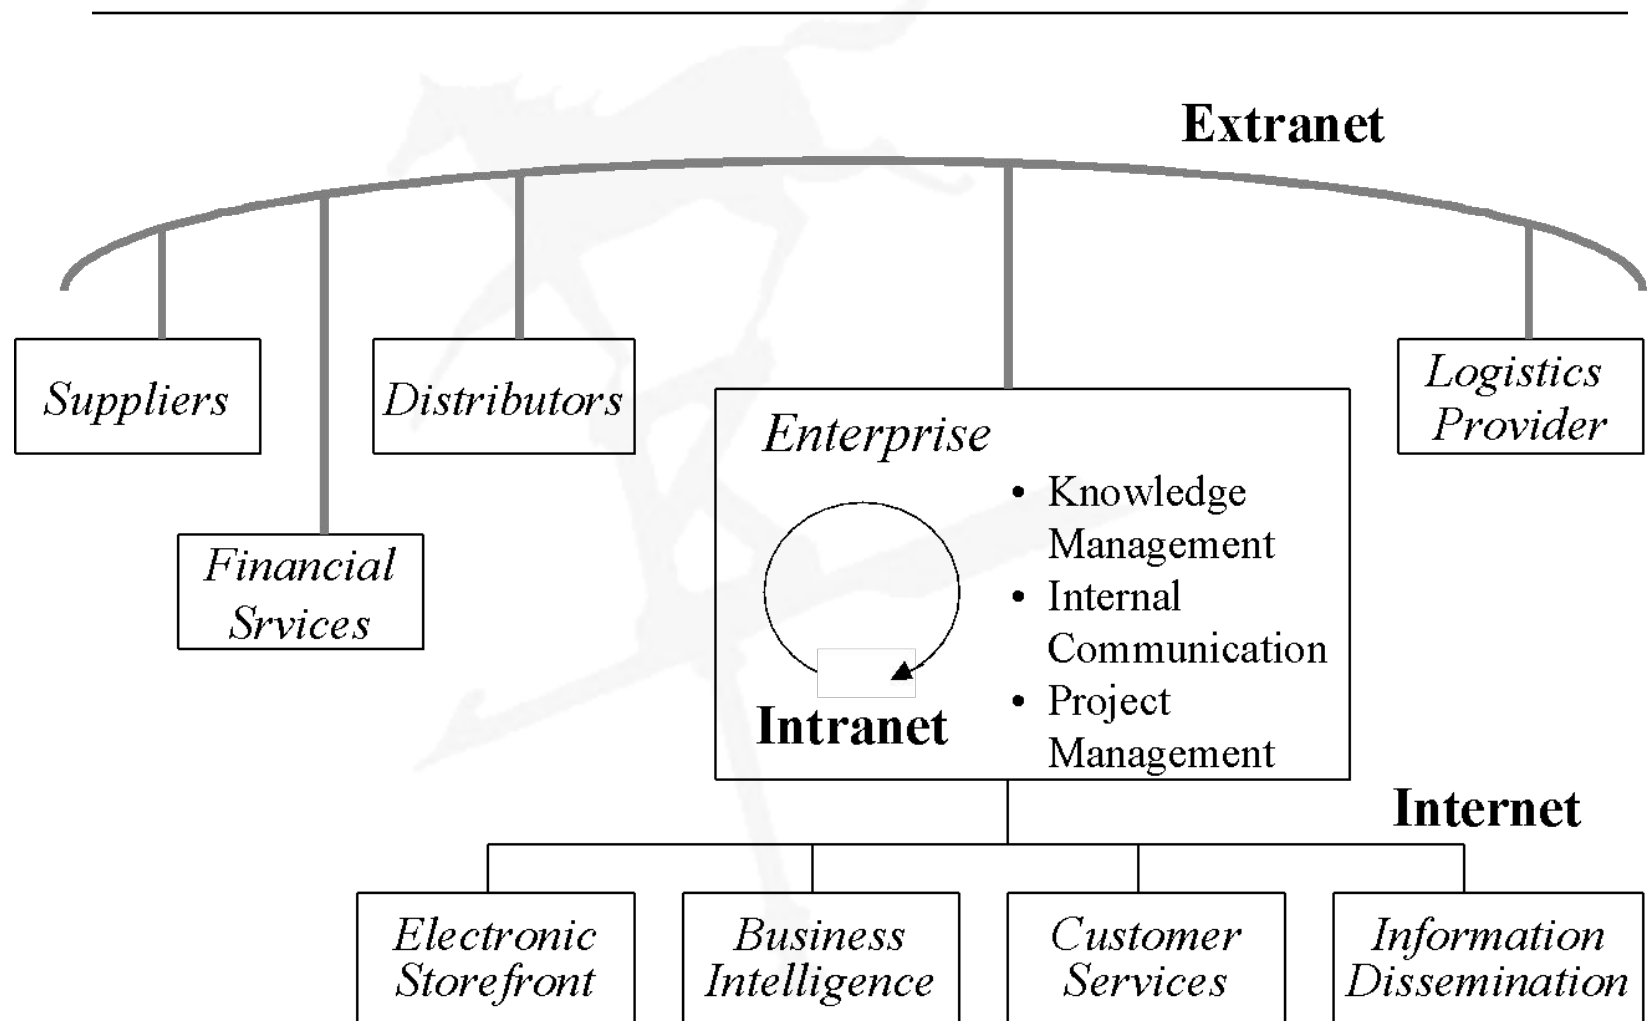 Extranet
Suppliers
Distributors
Logistics
Provider
Financial
Srvices
Enterprise
• Knowledge
Management
• Internal
Communication
• Project
Management
Intranet
Internet
Electronic
Storefront
Business
Intelligence
Customer
Services
Information
Dissemination